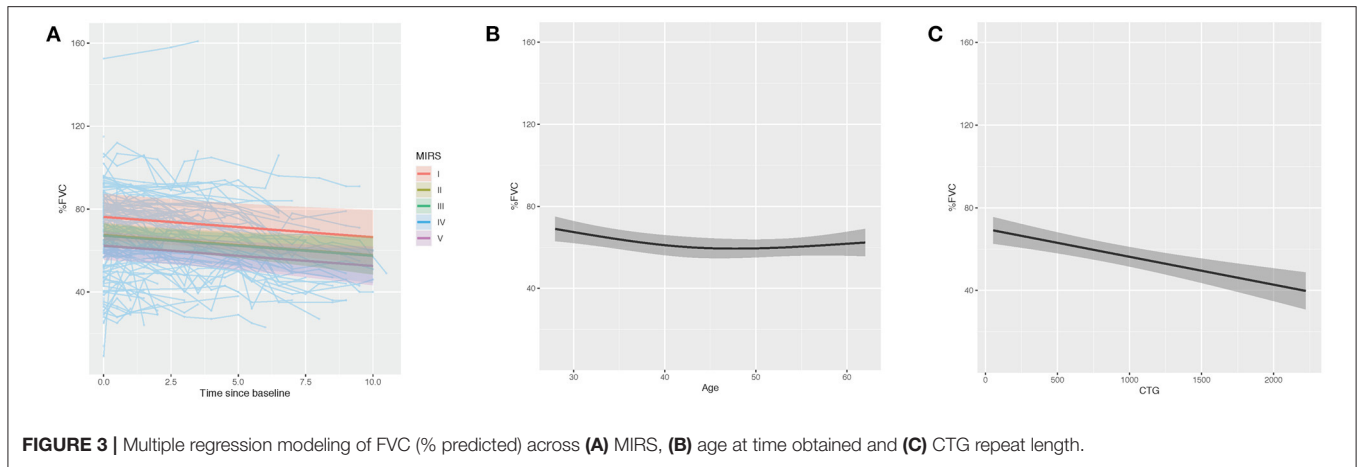 A
%FVC
160
120
80
40
0.0
2.5
5.0
7.5
10.0
Time since baseline
MIRS
I
II
III
IV
V
B
%FVC
160
120
80
40
30
40
50
60
Age
C
%FVC
160
120
80
40
0
500
1000
1500
2000
CTG
FIGURE 3 | Multiple regression modeling of FVC (% predicted) across (A) MIRS, (B) age at time obtained and (C) CTG repeat length.